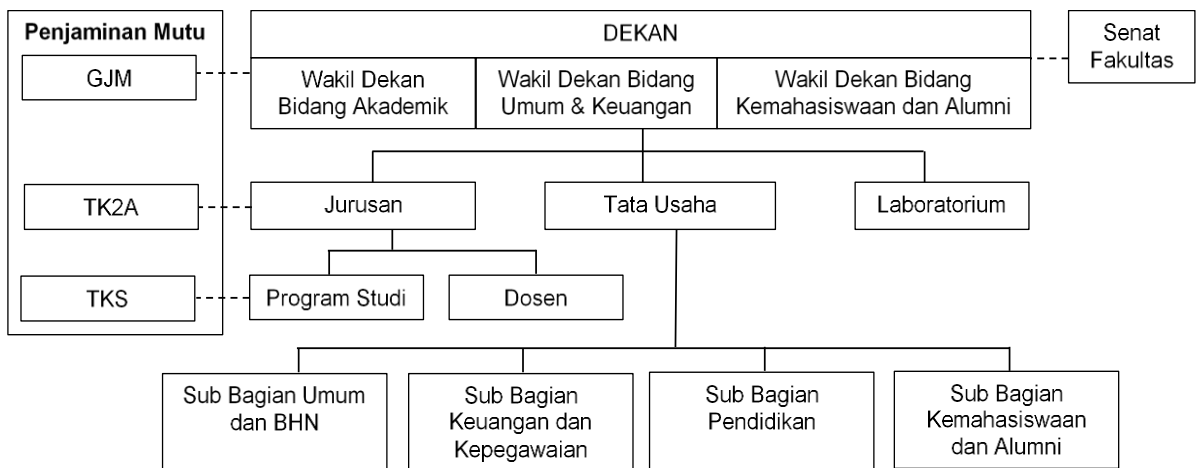 Penjaminan Mutu
DEKAN
Senat
Fakultas
GJM
Wakil Dekan
Bidang Akademik
Wakil Dekan Bidang
Umum & Keuangan
Wakil Dekan Bidang
Kemahasiswaan dan Alumni
TK2A
Jurusan
Tata Usaha
Laboratorium
TKS
Program Studi
Dosen
Sub Bagian Umum
dan BHN
Sub Bagian
Keuangan dan
Kepegawaian
Sub Bagian
Pendidikan
Sub Bagian
Kemahasiswaan
dan Alumni